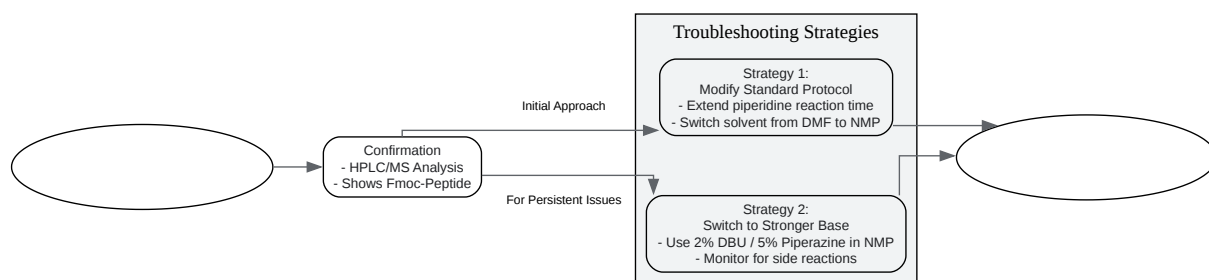 Troubleshooting Strategies
Strategy 1:
Modify Standard Protocol
- Extend piperidine reaction time
- Switch solvent from DMF to NMP
Initial Approach
Confirmation
- HPLC/MS Analysis
- Shows Fmoc-Peptide
For Persistent Issues
Strategy 2:
Switch to Stronger Base
- Use 2% DBU / 5% Piperazine in NMP
- Monitor for side reactions